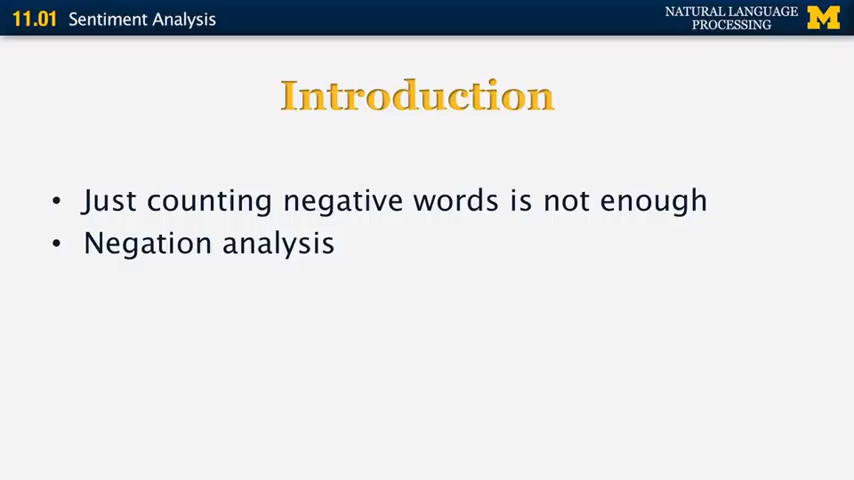 11.01 Sentiment Analysis
NATURAL LANGUAGE
PROCESSING
M
Introduction
• Just counting negative words is not enough
• Negation analysis